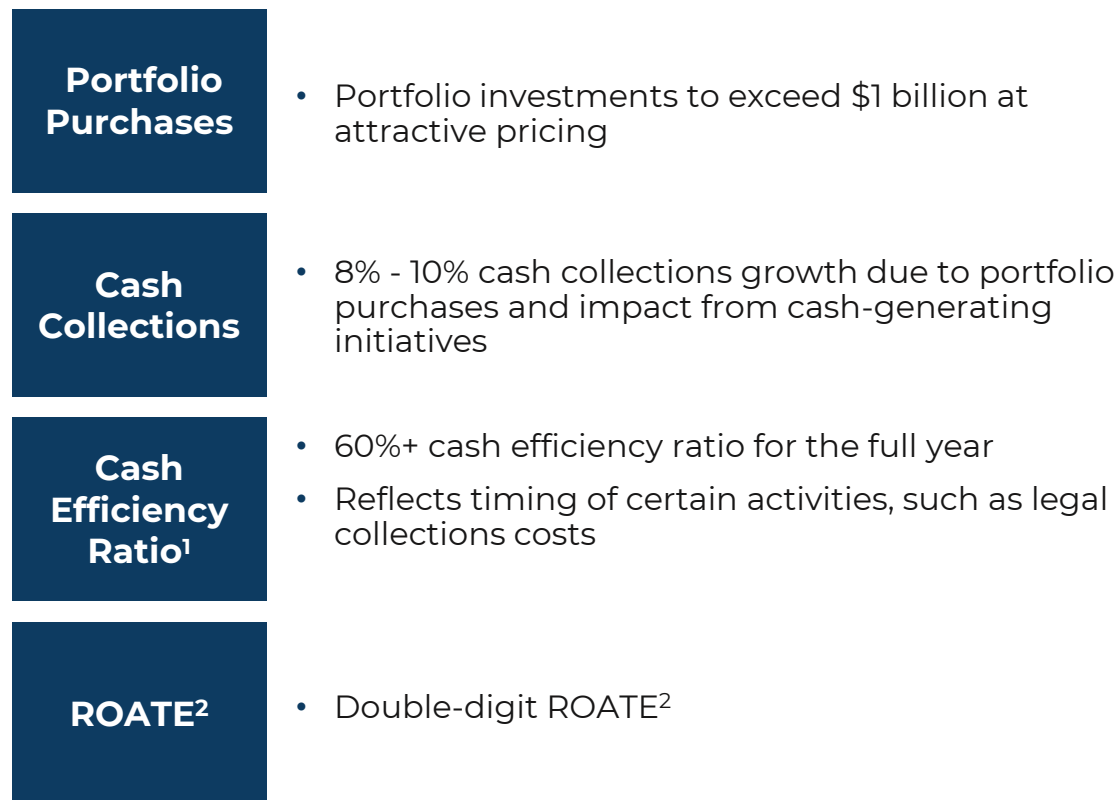 Portfolio
Purchases
• Portfolio investments to exceed $1 billion at
attractive pricing
Cash
Collections
• 8% - 10% cash collections growth due to portfolio
purchases and impact from cash-generating
initiatives
Cash
Efficiency
Ratio¹
• 60%+ cash efficiency ratio for the full year
• Reflects timing of certain activities, such as legal
collections costs
ROATE²
• Double-digit ROATE²